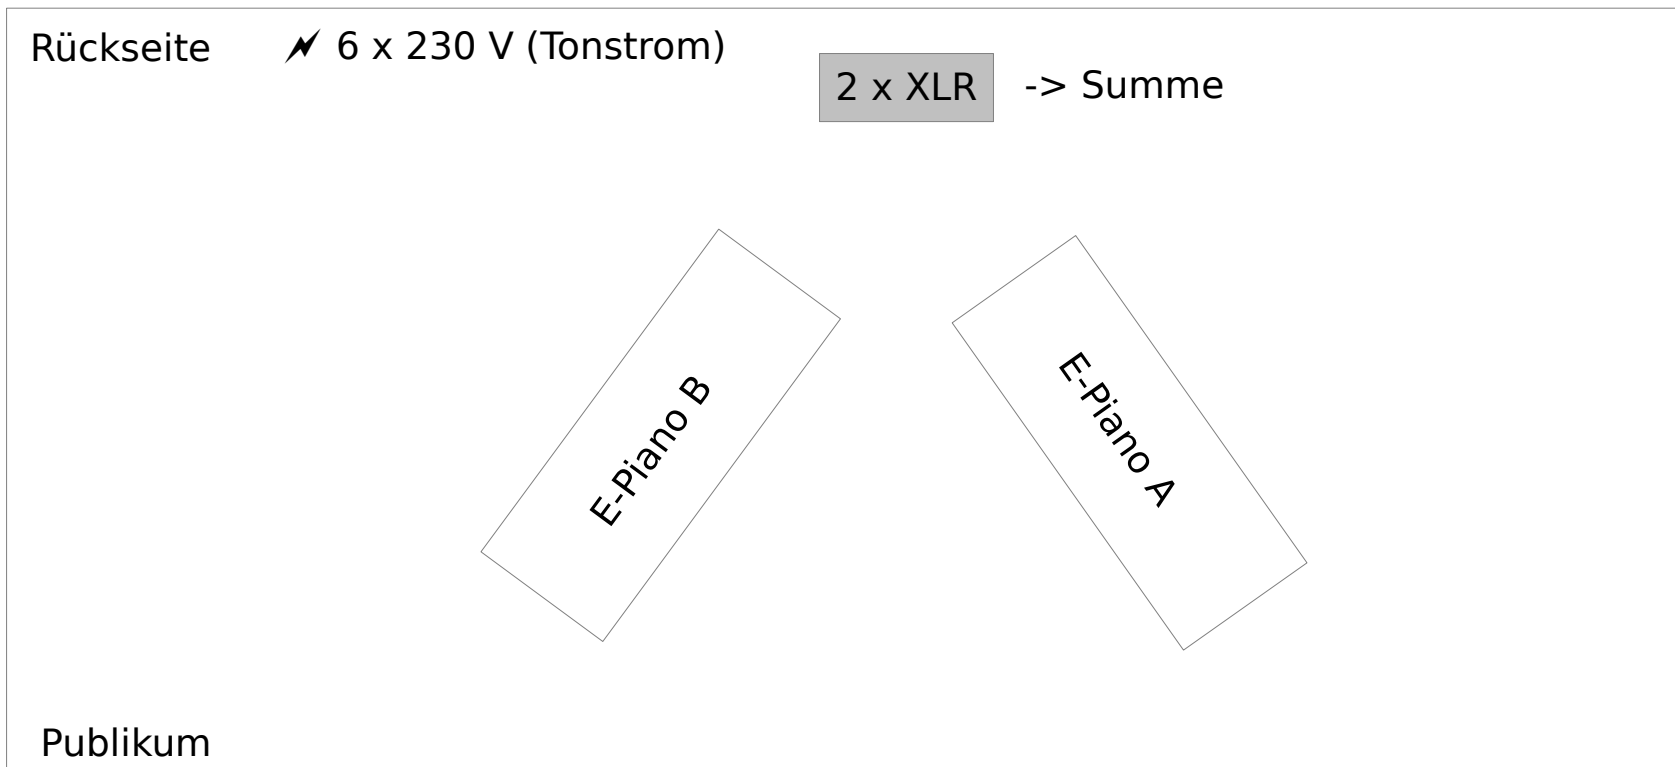 Rückseite
6 x 230 V (Tonstrom)
2 x XLR
-> Summe
E-Piano B
E-Piano A
Publikum